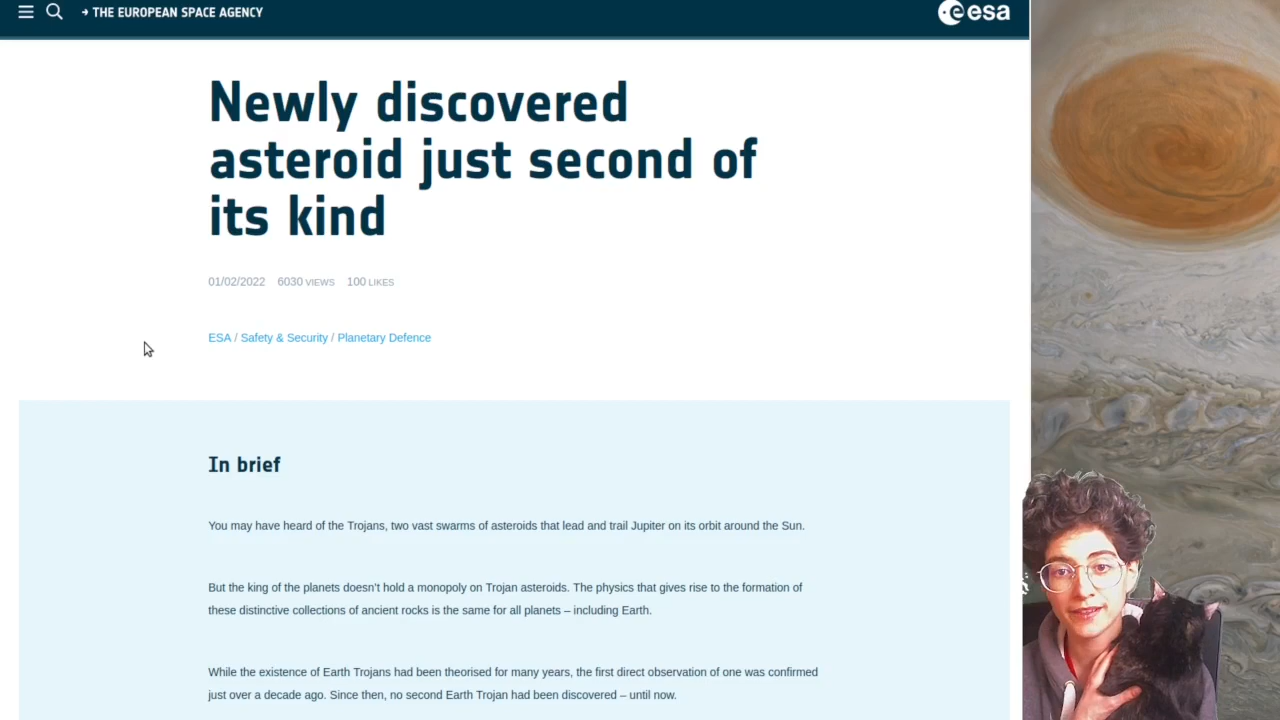 → THE EUROPEAN SPACE AGENCY
esa
Newly discovered
asteroid just second of
its kind
01/02/2022 6030 VIEWS 100 LIKES
ESA / Safety & Security / Planetary Defence
In brief
You may have heard of the Trojans, two vast swarms of asteroids that lead and trail Jupiter on its orbit around the Sun.
But the king of the planets doesn't hold a monopoly on Trojan asteroids. The physics that gives rise to the formation of
these distinctive collections of ancient rocks is the same for all planets – including Earth.
While the existence of Earth Trojans had been theorised for many years, the first direct observation of one was confirmed
just over a decade ago. Since then, no second Earth Trojan had been discovered – until now.